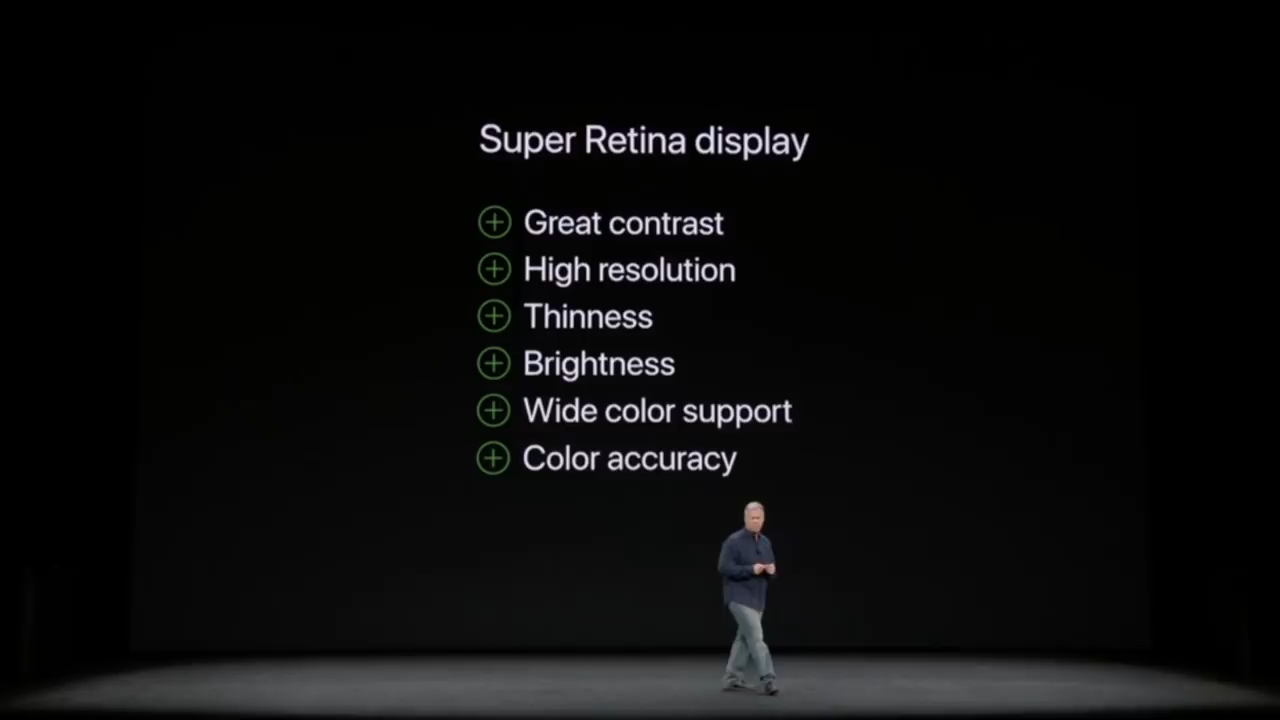 Super Retina display
Great contrast
High resolution
Thinness
Brightness
Wide color support
Color accuracy